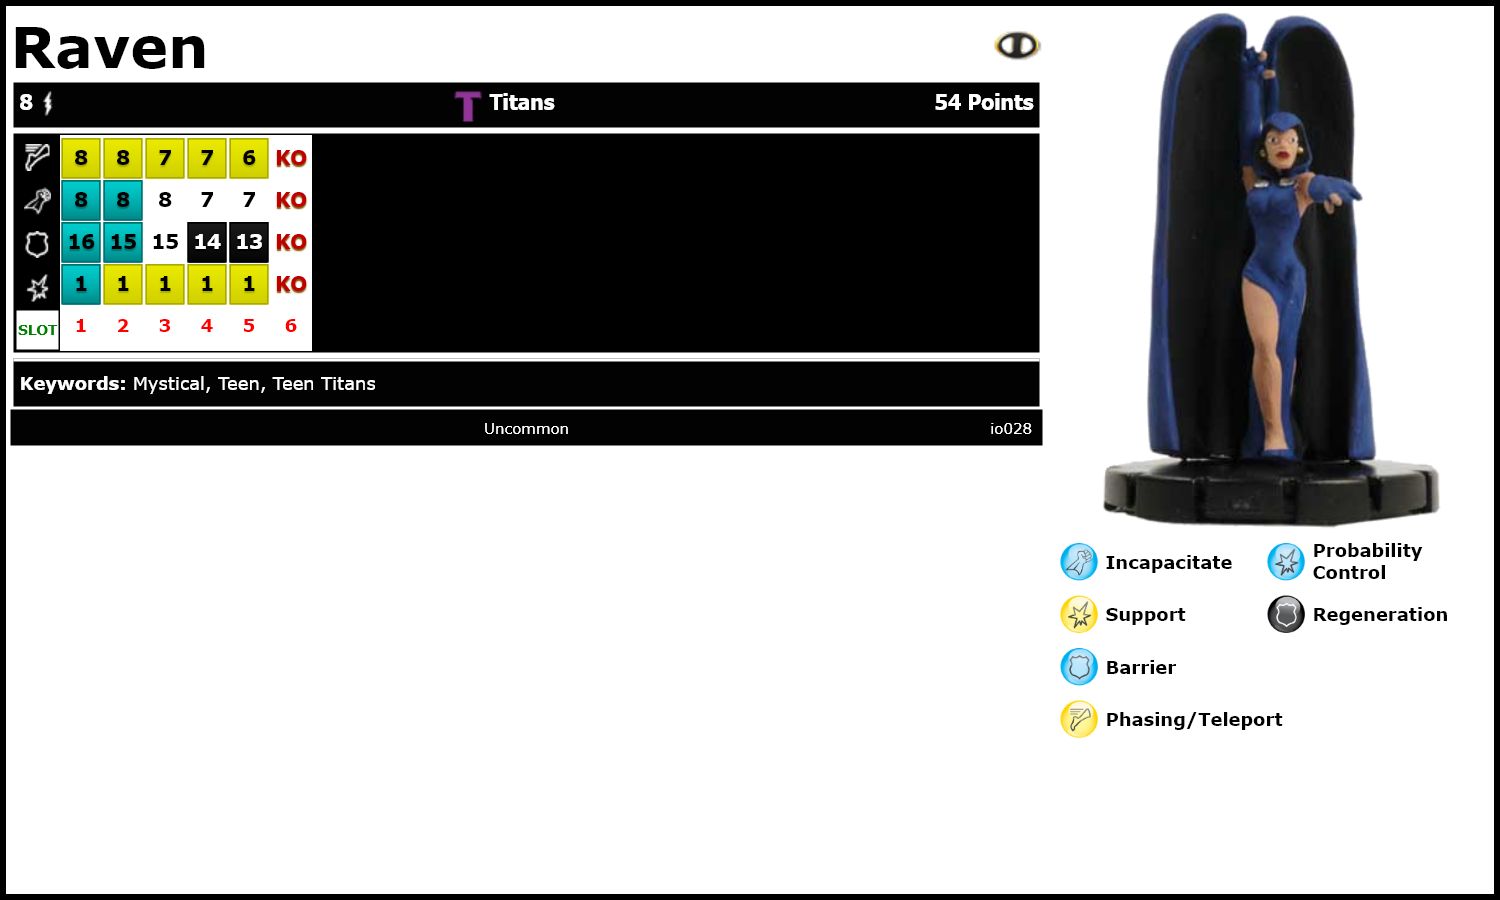 Raven
8 T Titans 54 Points
8 8 7 7 6 KO
8 8 8 7 7 KO
16 15 15 14 13 KO
1 1 1 1 1 KO
SLOT 1 2 3 4 5 6
Keywords: Mystical, Teen, Teen Titans
Uncommon io028
Incapacitate
Probability
Control
Support
Regeneration
Barrier
Phasing/Teleport